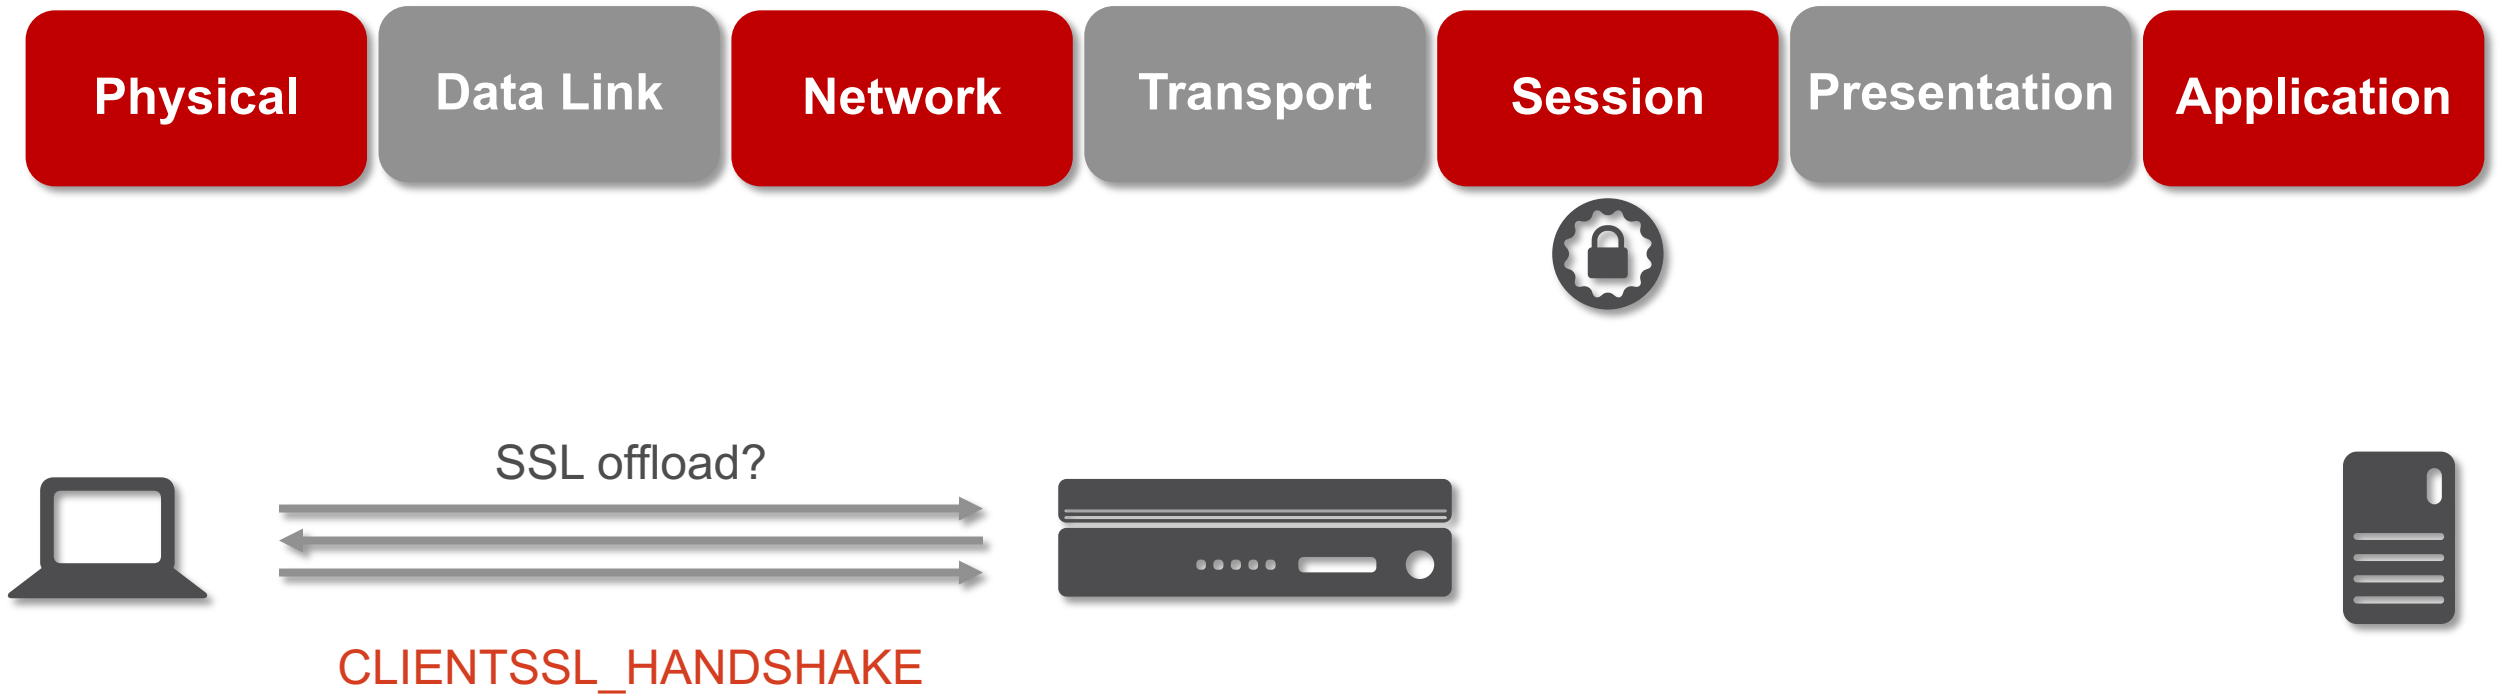 Physical
Data Link
Network
Transport
Session
Presentation
Application
SSL offload?
CLIENTSSL_HANDSHAKE